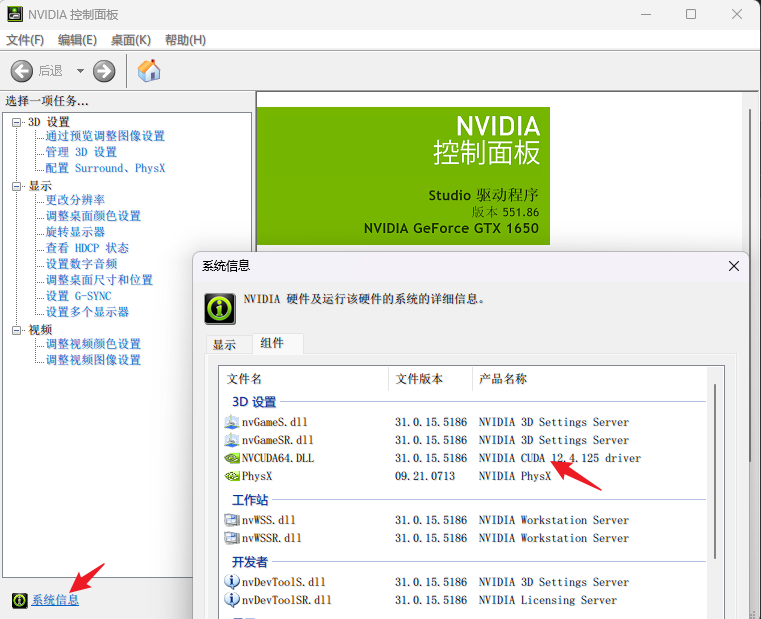 NVIDIA 控制面板
文件(F) 编辑(E) 桌面(K) 帮助(H)
后退
选择一项任务...
3D 设置
通过预览调整图像设置
管理 3D 设置
配置 Surround、PhysX
显示
更改分辨率
调整桌面颜色设置
旋转显示器
查看 HDCP 状态
设置数字音频
调整桌面尺寸和位置
设置 G-SYNC
设置多个显示器
视频
调整视频颜色设置
调整视频图像设置
系统信息
NVIDIA
控制面板
Studio 驱动程序
版本 551.86
NVIDIA GeForce GTX 1650
系统信息
NVIDIA 硬件及运行该硬件的系统的详细信息。
显示 组件
文件名 文件版本 产品名称
3D 设置
nvGameS.dll 31.0.15.5186 NVIDIA 3D Settings Server
nvGameSR.dll 31.0.15.5186 NVIDIA 3D Settings Server
NVCUDA64.DLL 31.0.15.5186 NVIDIA CUDA 12.4.125 driver
PhysX 09.21.0713 NVIDIA PhysX
工作站
nvWSS.dll 31.0.15.5186 NVIDIA Workstation Server
nvWSSR.dll 31.0.15.5186 NVIDIA Workstation Server
开发者
nvDevToolS.dll 31.0.15.5186 NVIDIA 3D Settings Server
nvDevToolSR.dll 31.0.15.5186 NVIDIA Licensing Server